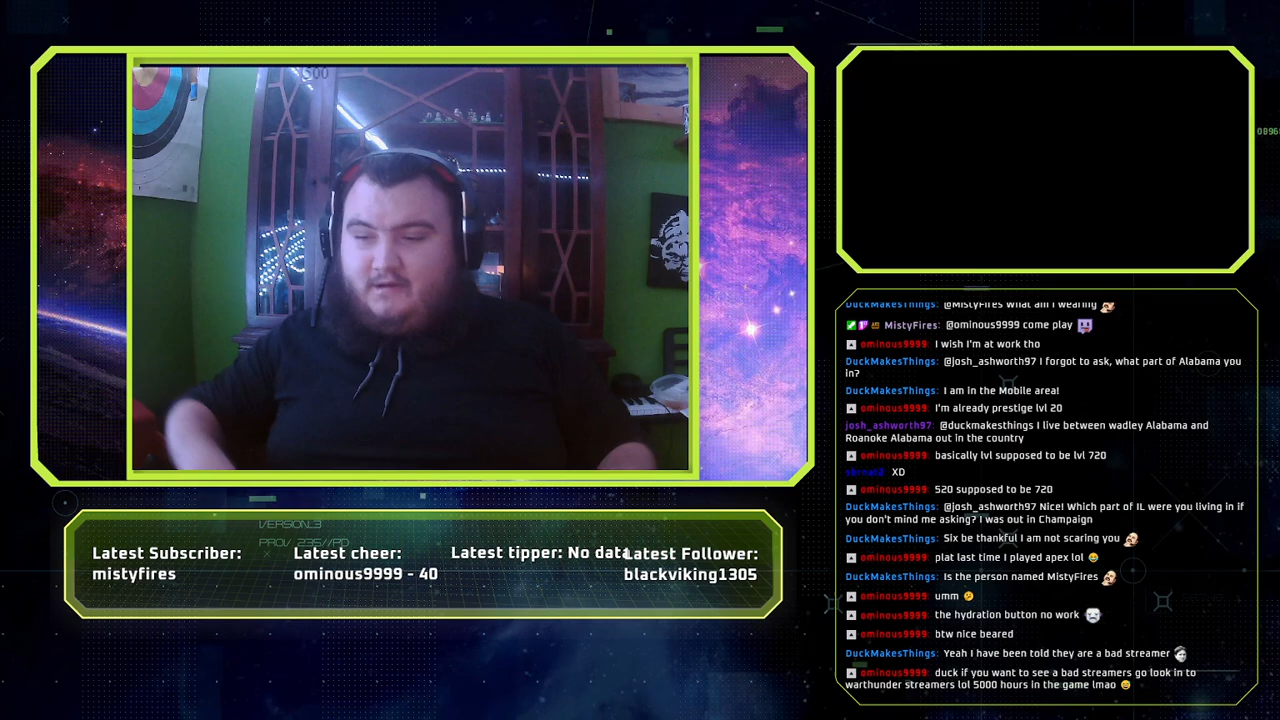 500
0896
DuckMakesThings: @MistyFires what am I wearing
MistyFires: @ominous9999 come play
ominous9999: I wish I'm at work tho
DuckMakesThings: @josh_ashworth97 I forgot to ask, what part of Alabama you
in?
DuckMakesThings: I am in the Mobile area!
ominous9999: I'm already prestige lvl 20
josh_ashworth97: @duckmakesthings I live between wadley Alabama and
Roanoke Alabama out in the country
ominous9999: basically lvl supposed to be lvl 720
XD
ominous9999: 520 supposed to be 720
DuckMakesThings: @josh_ashworth97 Nice! Which part of IL were you living in if
you don't mind me asking? I was out in Champaign
DuckMakesThings: Six be thankful I am not scaring you
ominous9999: plat last time I played apex lol
DuckMakesThings: Is the person named MistyFires
ominous9999: umm
ominous9999: the hydration button no work
ominous9999: btw nice beared
DuckMakesThings: Yeah I have been told they are a bad streamer
ominous9999: duck if you want to see a bad streamers go look in to
warthunder streamers lol 5000 hours in the game lmao
VERSION.3
PROV. 235//PD
Latest Subscriber:
mistyfires
Latest cheer:
ominous9999 - 40
Latest tipper: No data
Latest Follower:
blackviking1305